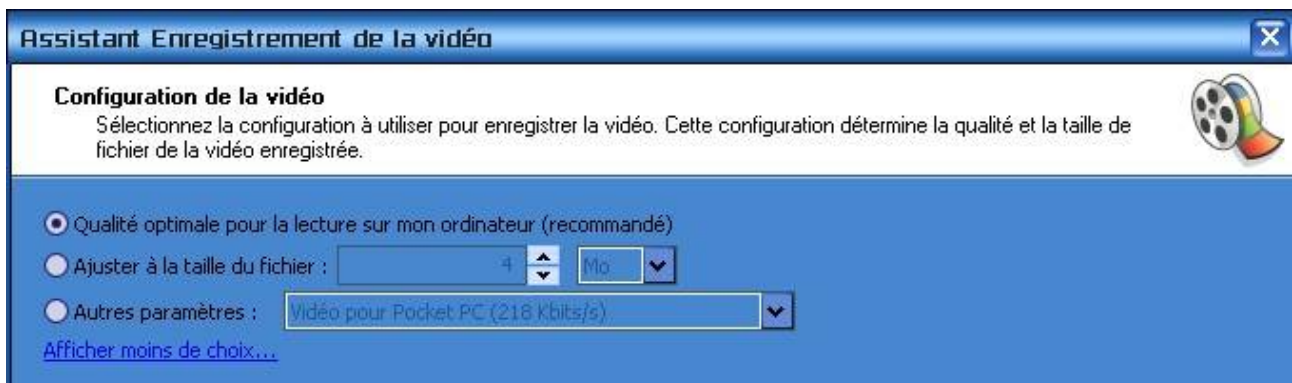 Assistant Enregistrement de la vidéo
Configuration de la vidéo
Sélectionnez la configuration à utiliser pour enregistrer la vidéo. Cette configuration détermine la qualité et la taille de
fichier de la vidéo enregistrée.
Qualité optimale pour la lecture sur mon ordinateur (recommandé)
Ajuster à la taille du fichier : 4 Mo
Autres paramètres : Vidéo pour Pocket PC (218 Kbits/s)
Afficher moins de choix...